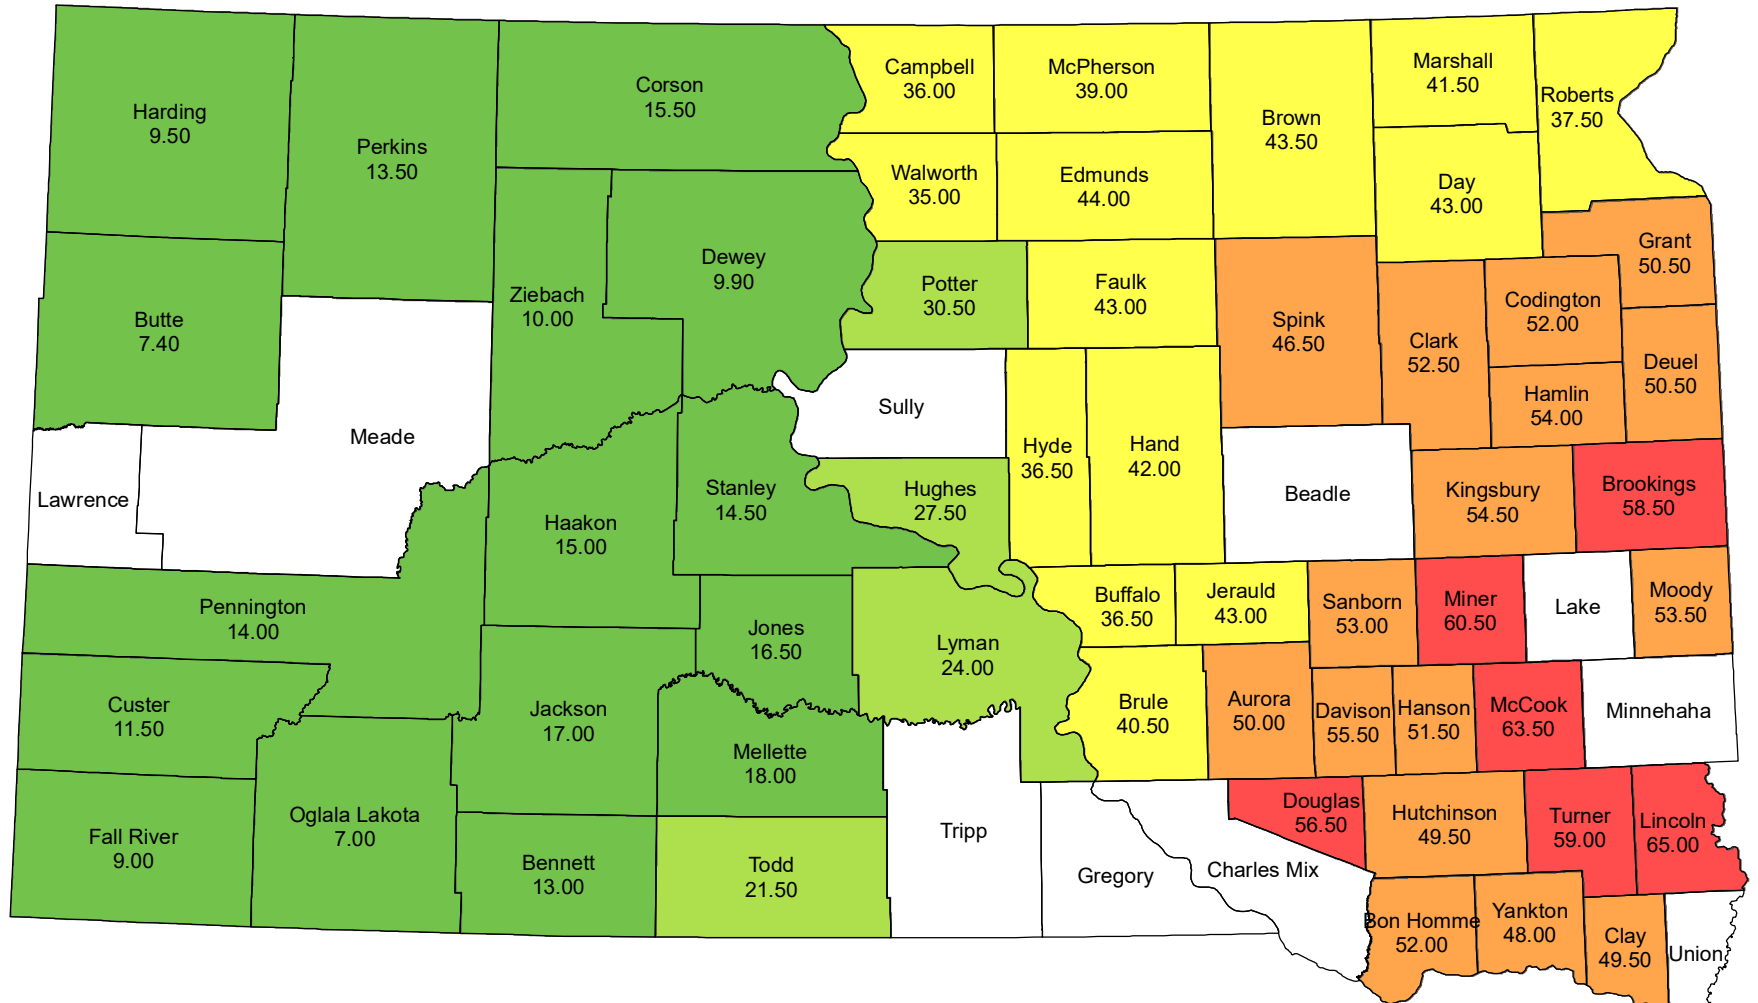 Harding
9.50
Perkins
13.50
Corson
15.50
Campbell
36.00
McPherson
39.00
Brown
43.50
Marshall
41.50
Roberts
37.50
Walworth
35.00
Edmunds
44.00
Day
43.00
Butte
7.40
Ziebach
10.00
Dewey
9.90
Potter
30.50
Faulk
43.00
Spink
46.50
Clark
52.50
Codington
52.00
Grant
50.50
Deuel
50.50
Hamlin
54.00
Lawrence
Meade
Sully
Hyde
36.50
Hand
42.00
Beadle
Kingsbury
54.50
Brookings
58.50
Haakon
15.00
Stanley
14.50
Hughes
27.50
Pennington
14.00
Jones
16.50
Lyman
24.00
Buffalo
36.50
Jerauld
43.00
Sanborn
53.00
Miner
60.50
Lake
Moody
53.50
Custer
11.50
Jackson
17.00
Mellette
18.00
Brule
40.50
Aurora
50.00
Davison
55.50
Hanson
51.50
McCook
63.50
Minnehaha
Fall River
9.00
Oglala Lakota
7.00
Bennett
13.00
Todd
21.50
Tripp
Gregory
Charles Mix
Douglas
56.50
Hutchinson
49.50
Turner
59.00
Lincoln
65.00
Bon Homme
52.00
Yankton
48.00
Clay
49.50
Union